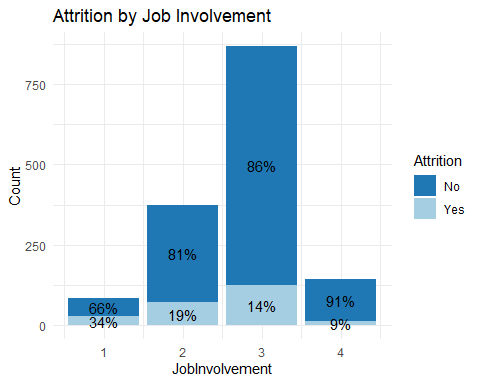 Attrition by Job Involvement
Count
750
500
250
0
66%
34%
81%
19%
86%
14%
91%
9%
1 2 3 4
JobInvolvement
Attrition
No
Yes